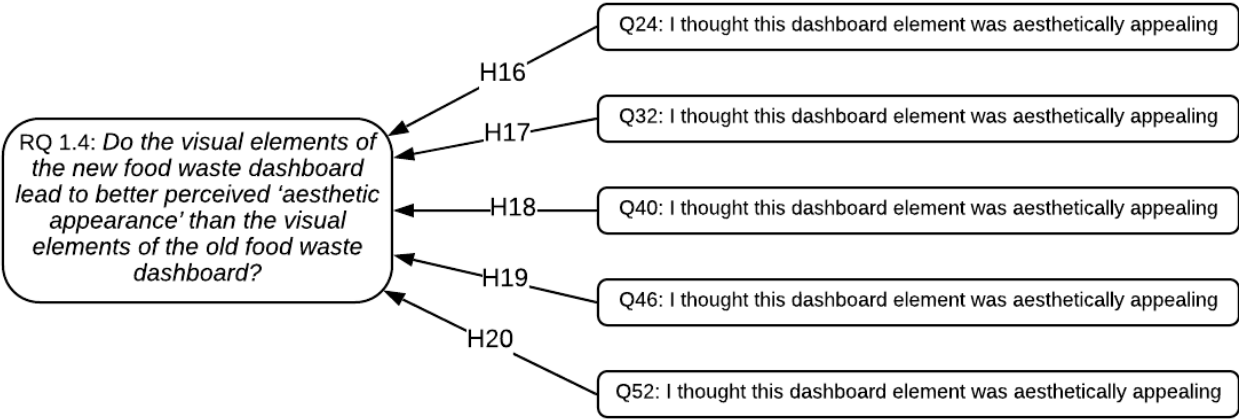 Q24: I thought this dashboard element was aesthetically appealing
H16
Q32: I thought this dashboard element was aesthetically appealing
H17
RQ 1.4: Do the visual elements of
the new food waste dashboard
lead to better perceived ‘aesthetic
appearance’ than the visual
elements of the old food waste
dashboard?
H18
Q40: I thought this dashboard element was aesthetically appealing
H19
Q46: I thought this dashboard element was aesthetically appealing
H20
Q52: I thought this dashboard element was aesthetically appealing